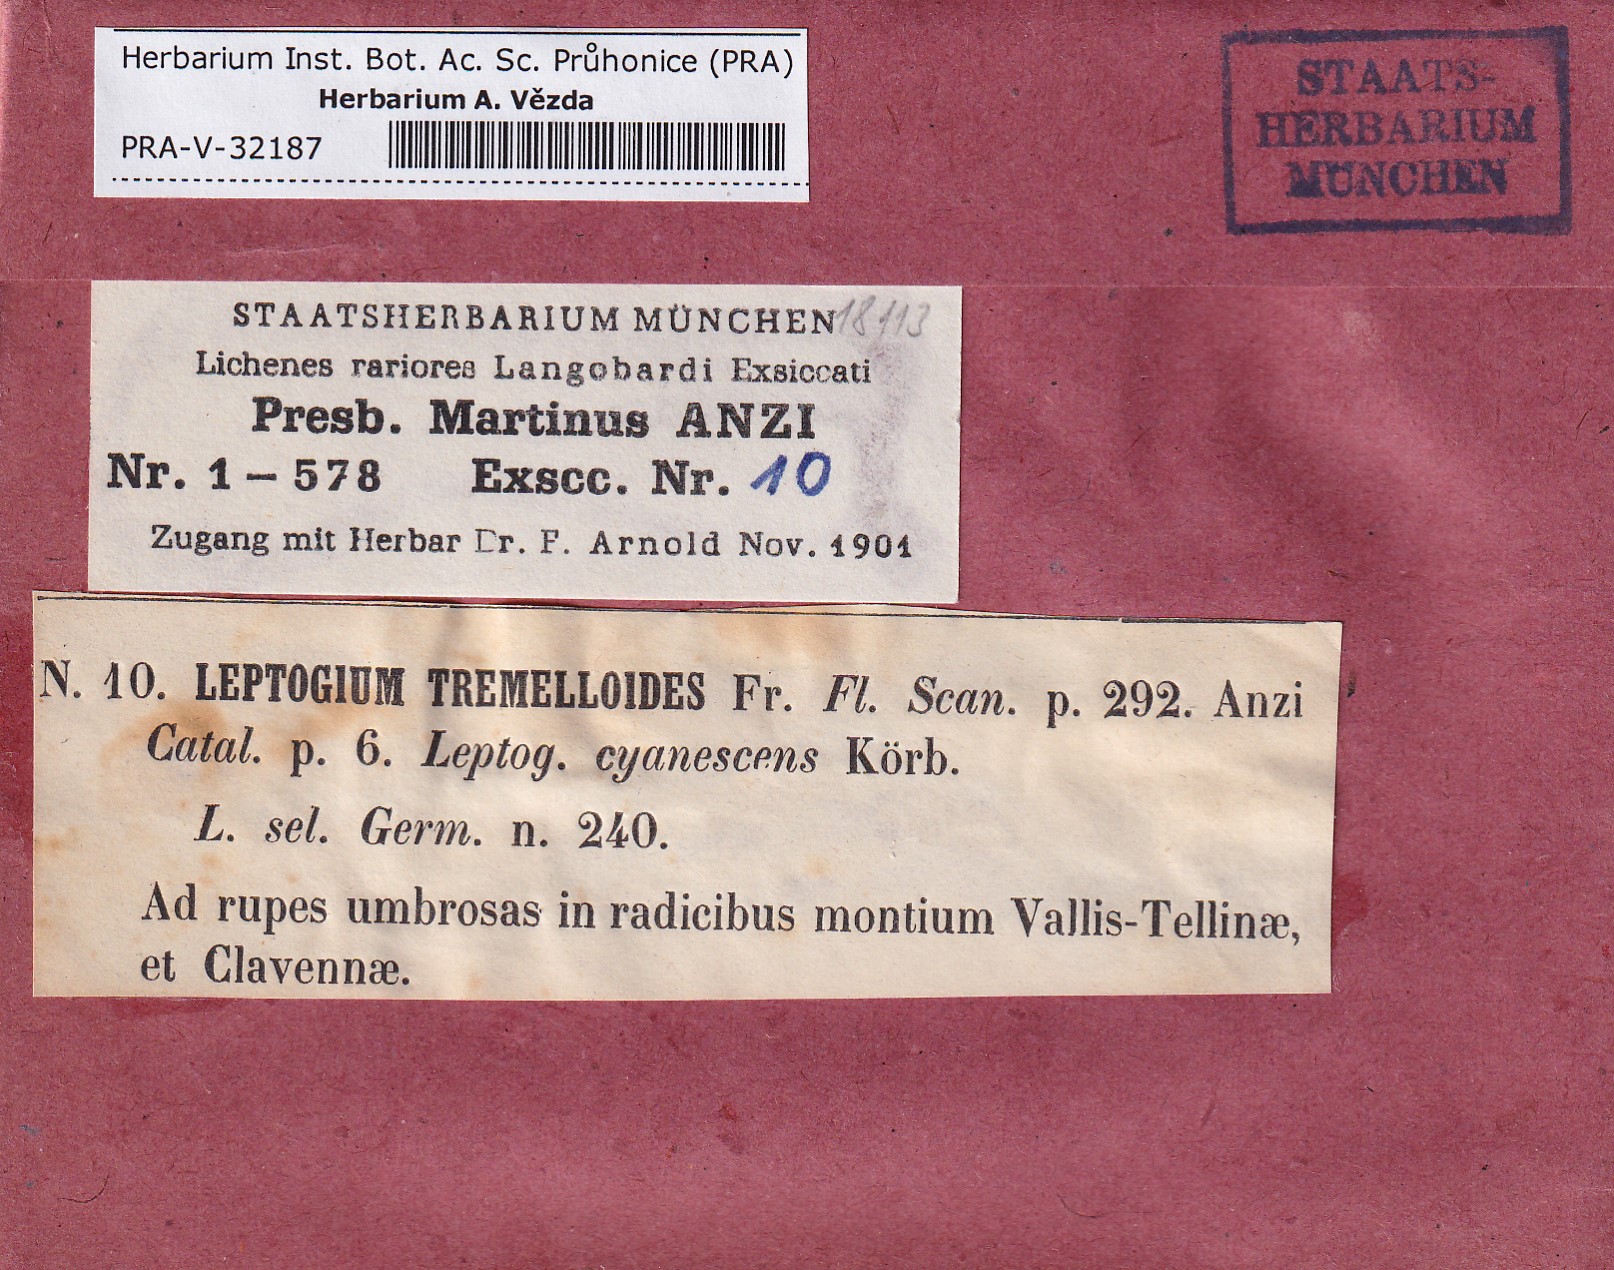 Herbarium Inst. Bot. Ac. Sc. Průhonice (PRA)
Herbarium A. Vězda
PRA-V-32187
STAATS-
HERBARIUM
MÜNCHEN
STAATSHERBARIUM MÜNCHEN
Lichenes rariores Langobardi Exsiccati
Presb. Martinus ANZI
Nr. 1 – 578 Exscc. Nr. 10
Zugang mit Herbar Dr. F. Arnold Nov. 1901
N. 10. LEPTOGIUM TREMELLOIDES Fr. Fl. Scan. p. 292. Anzi
Catal. p. 6. Leptog. cyanescens Körb.
L. sel. Germ. n. 240.
Ad rupes umbrosas in radicibus montium Vallis-Tellinæ,
et Clavennæ.